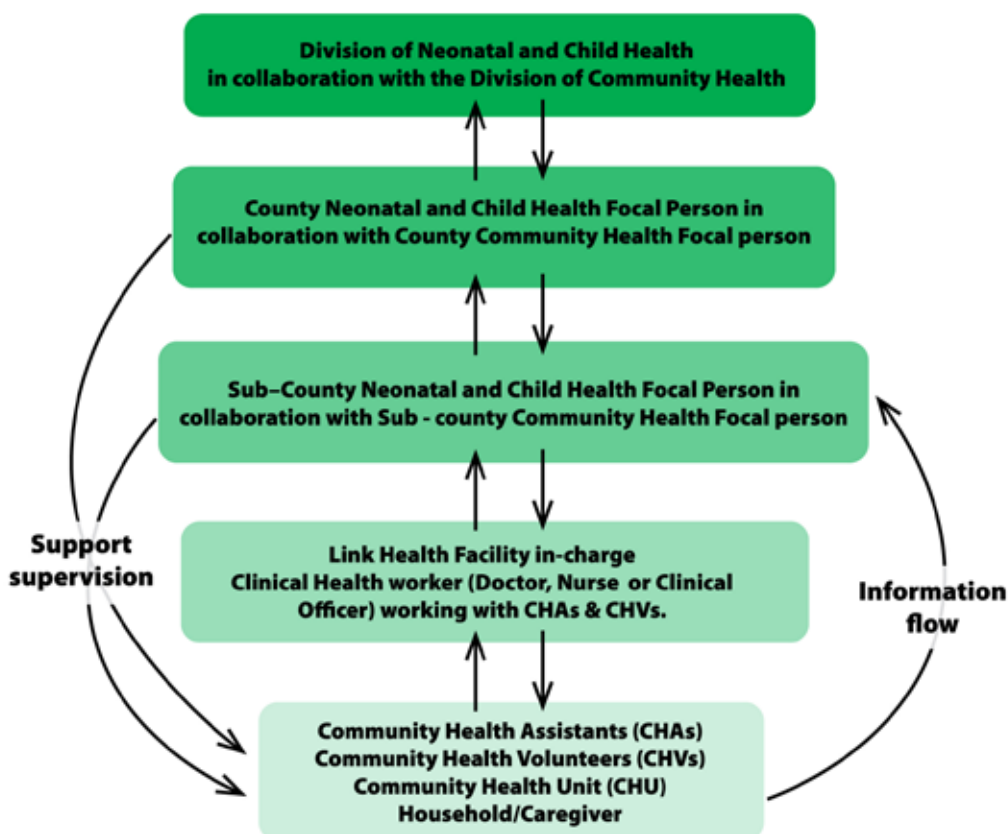 Division of Neonatal and Child Health
in collaboration with the Division of Community Health
County Neonatal and Child Health Focal Person in
collaboration with County Community Health Focal person
Sub–County Neonatal and Child Health Focal Person in
collaboration with Sub - county Community Health Focal person
Support
supervision
Link Health Facility in-charge
Clinical Health worker (Doctor, Nurse or Clinical
Officer) working with CHAs & CHVs.
Information
flow
Community Health Assistants (CHAs)
Community Health Volunteers (CHVs)
Community Health Unit (CHU)
Household/Caregiver